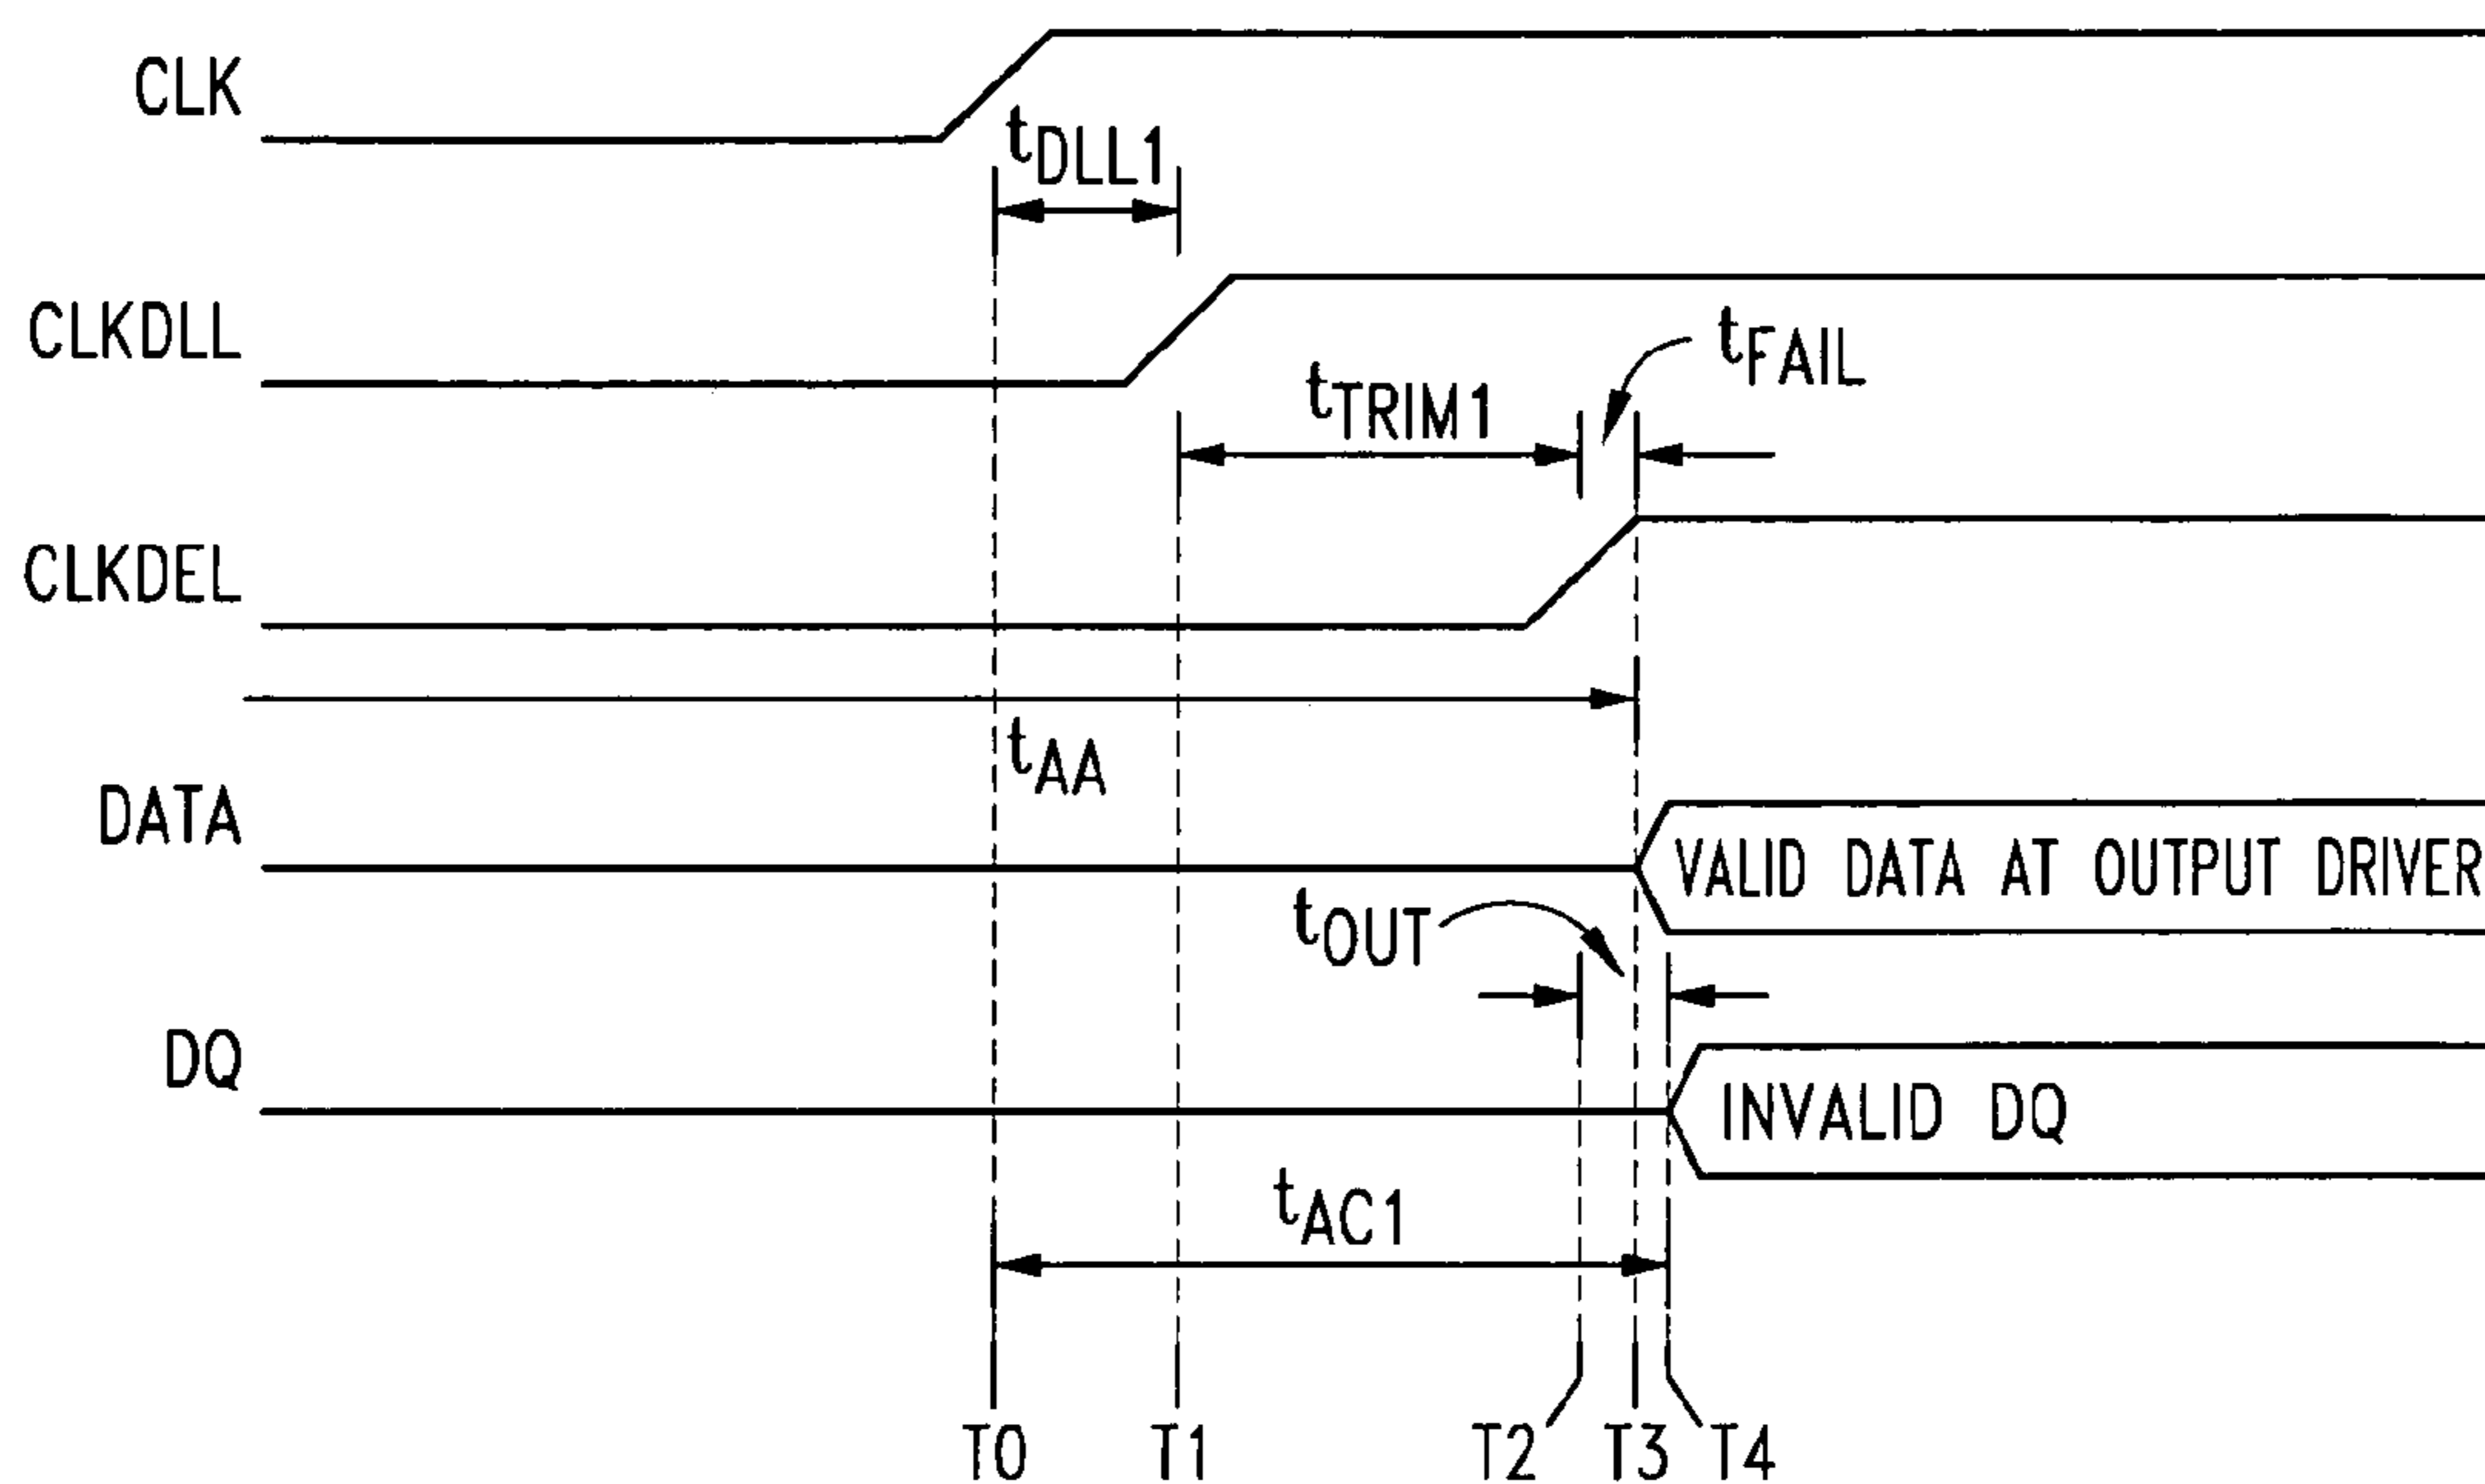 CLK
tDLL1
CLKDLL
tFAIL
tTRIM1
CLKDEL
tAA
DATA
VALID DATA AT OUTPUT DRIVER
tOUT
DQ
INVALID DQ
tAC1
T0 T1 T2 T3 T4